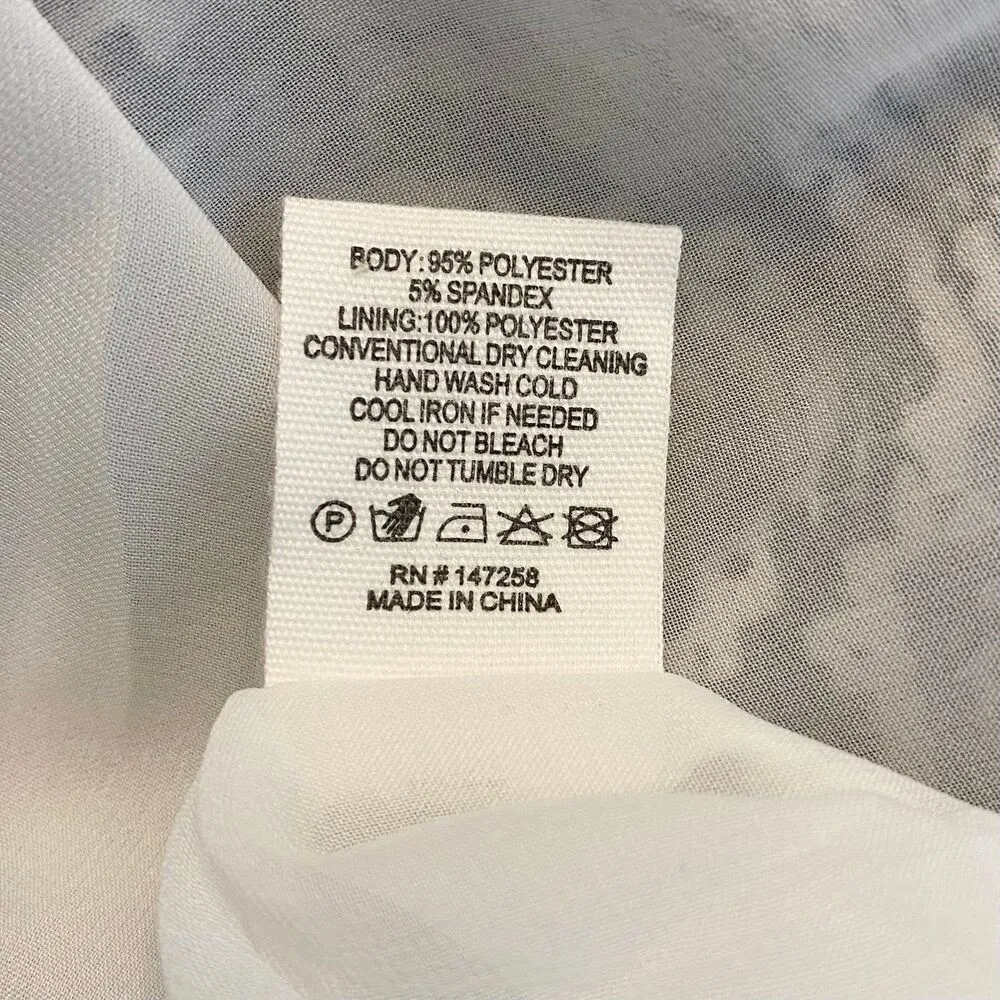 BODY: 95% POLYESTER
5% SPANDEX
LINING:100% POLYESTER
CONVENTIONAL DRY CLEANING
HAND WASH COLD
COOL IRON IF NEEDED
DO NOT BLEACH
DO NOT TUMBLE DRY
P
RN # 147258
MADE IN CHINA